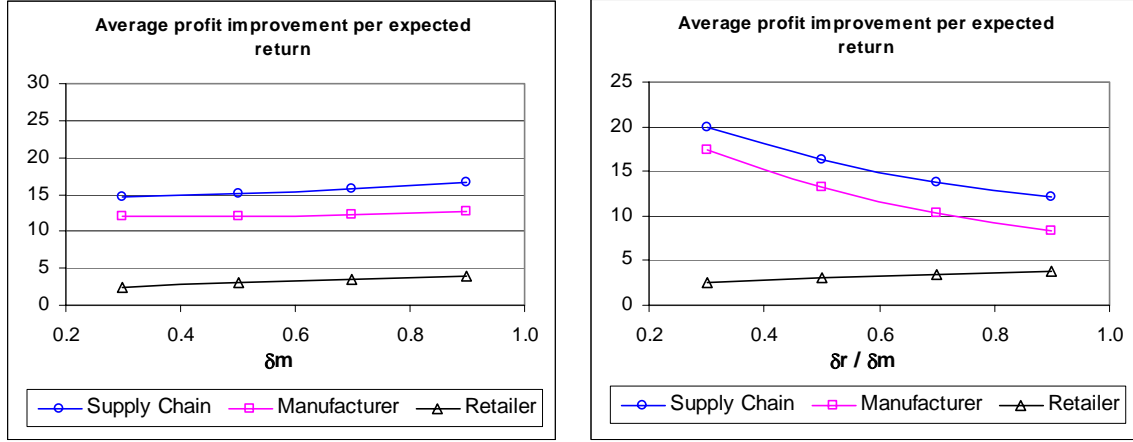 Average profit improvement per expected
return
30
25
20
15
10
5
0
0.2 0.4 0.6 0.8 1.0
δm
Supply Chain Manufacturer Retailer
Average profit improvement per expected
return
25
20
15
10
5
0
0.2 0.4 0.6 0.8 1.0
δr / δm
Supply Chain Manufacturer Retailer